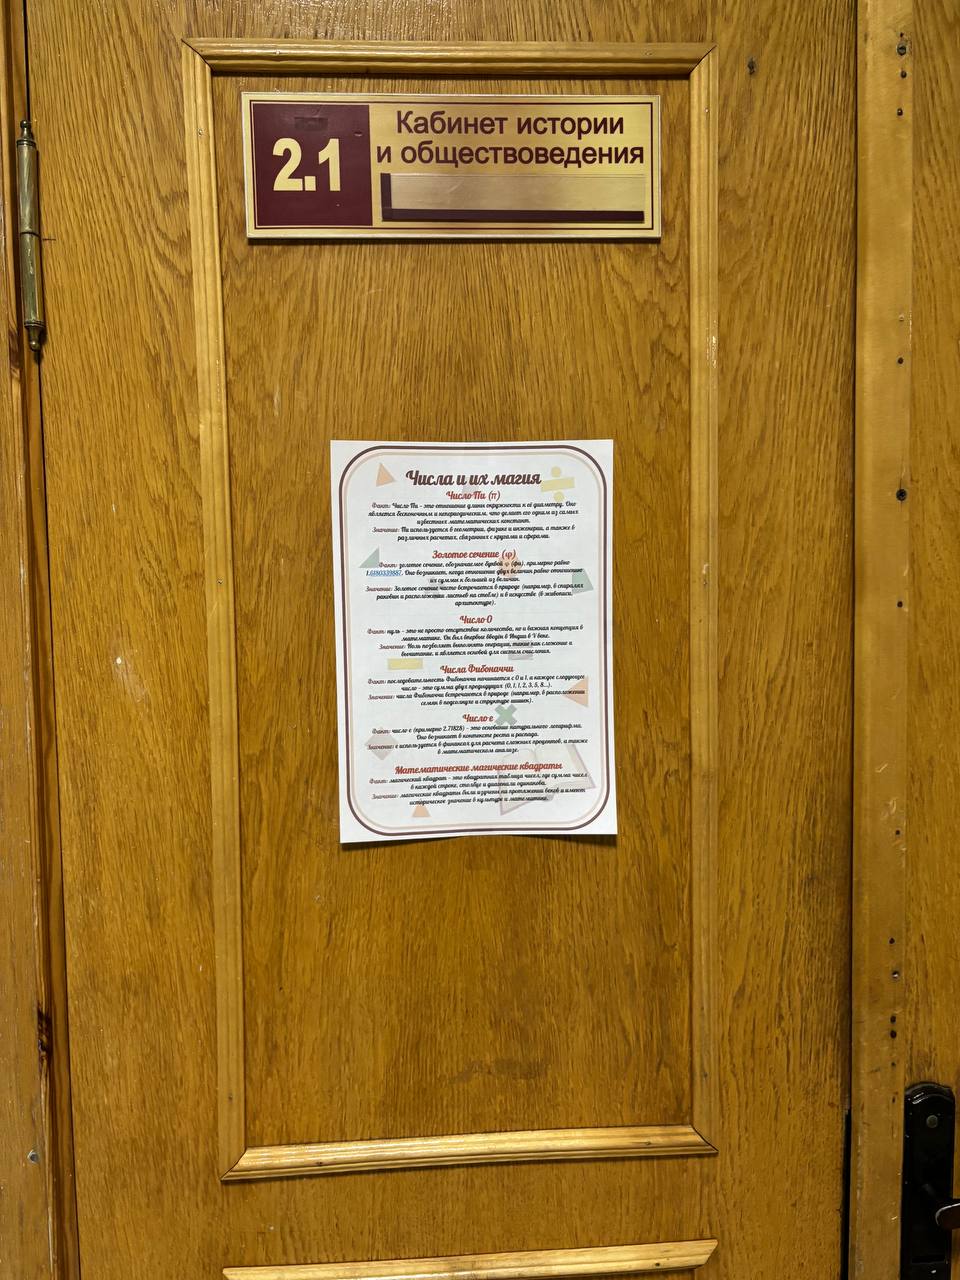 2.1
Кабинет истории
и обществоведения
Числа и их магия
Число Пи (π)
Факт: Число Пи – это отношение длины окружности к её диаметру. Оно
является бесконечным и непериодическим, что делает его одним из самых
известных математических констант.
Значение: Пи используется в геометрии, физике и инженерии, а также в
различных расчетах, связанных с кругами и сферами.
Золотое сечение (φ)
Факт: золотое сечение, обозначаемое буквой φ (фи), примерно равно
1.6180339887. Оно возникает, когда отношение двух величин равно отношению
их суммы к большей из величин.
Значение: Золотое сечение часто встречается в природе (например, в спиралях
раковин и расположении листьев на стебле) и в искусстве (в живописи,
архитектуре).
Число 0
Факт: нуль – это не просто отсутствие количества, но и важная концепция в
математике. Он был впервые введён в Индии в V веке.
Значение: Ноль позволяет выполнять операции, такие как сложение и
вычитание, и является основой для систем счисления.
Числа Фибоначчи
Факт: последовательность Фибоначчи начинается с 0 и 1, а каждое следующее
число – это сумма двух предыдущих (0, 1, 1, 2, 3, 5, 8...).
Значение: числа Фибоначчи встречаются в природе (например, в расположении
семян в подсолнухе и структуре шишек).
Число e
Факт: число e (примерно 2.71828) – это основание натурального логарифма.
Оно возникает в контексте роста и распада.
Значение: e используется в финансах для расчета сложных процентов, а также
в математическом анализе.
Математические магические квадраты
Факт: магический квадрат – это квадратная таблица чисел, где сумма чисел
в каждой строке, столбце и диагонали одинакова.
Значение: магические квадраты были изучены на протяжении веков и имеют
историческое значение в культуре и математике.